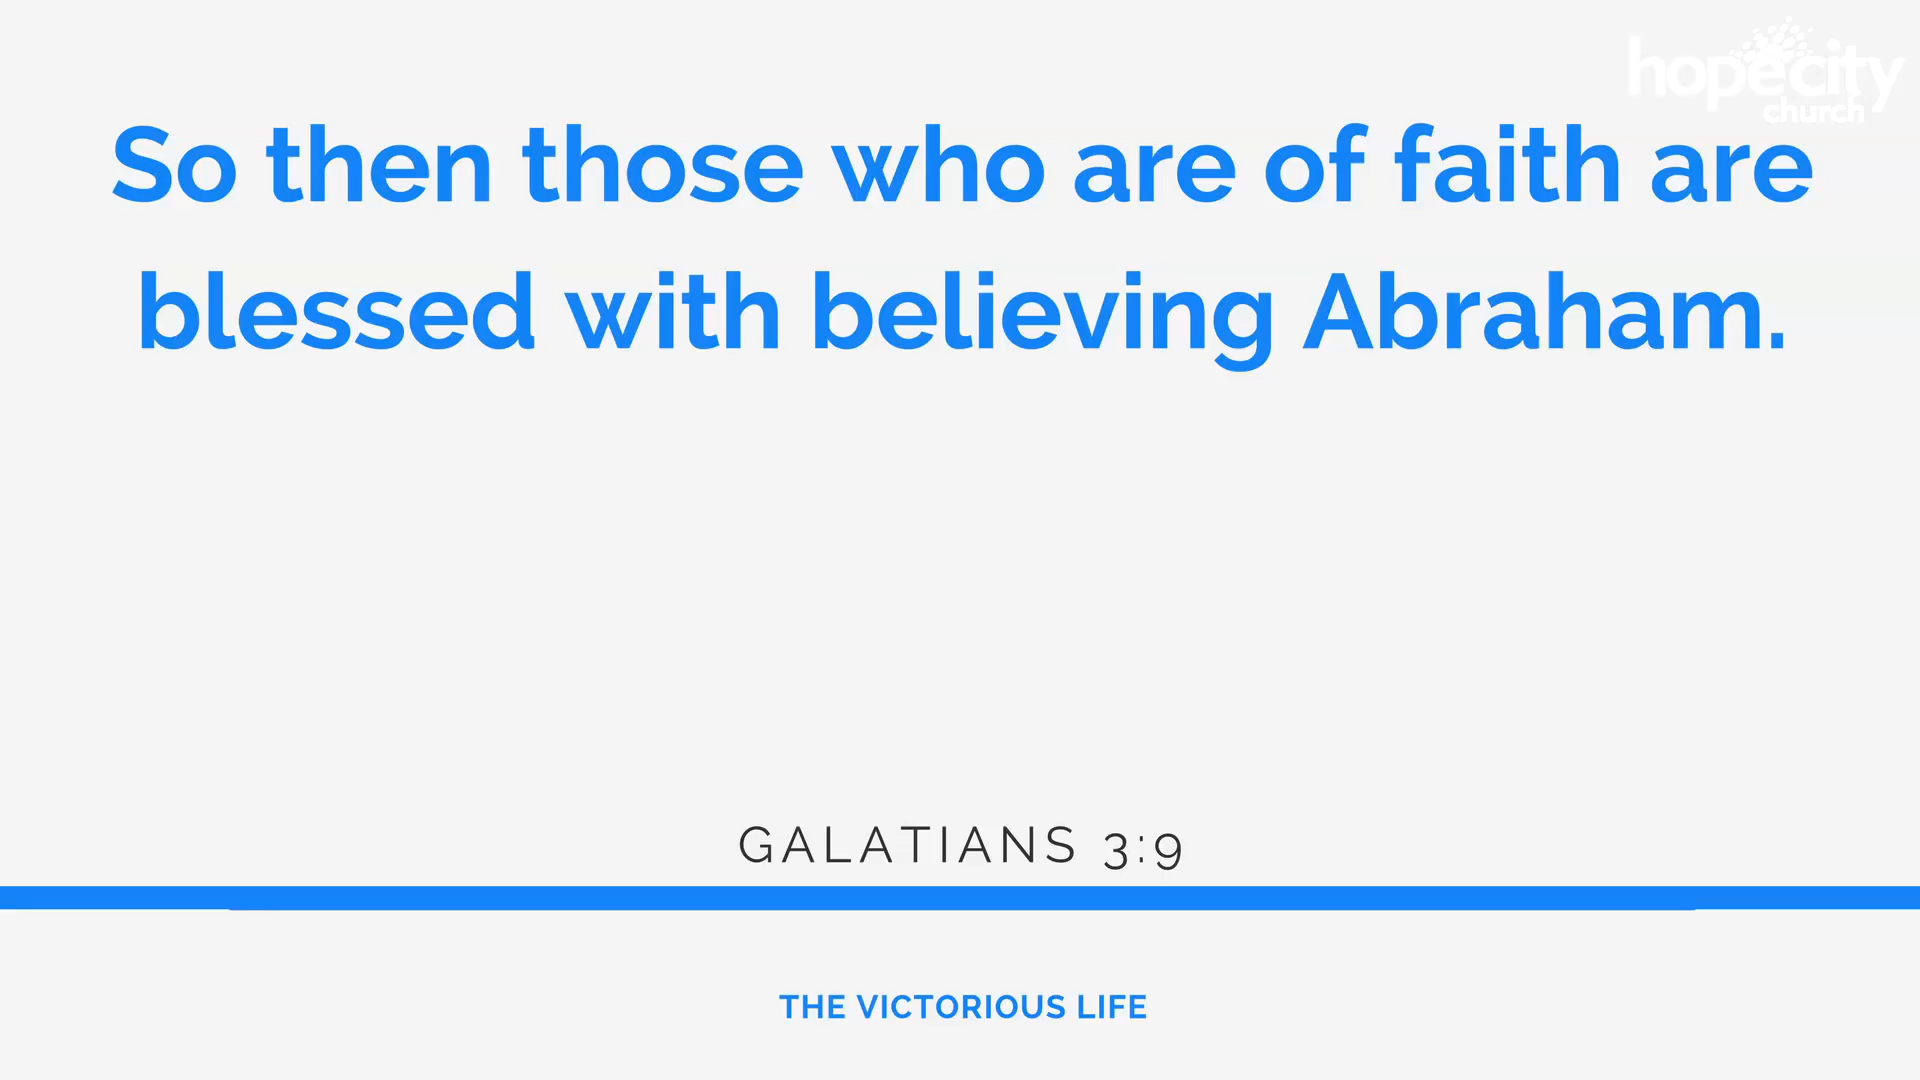 hopecity
church
So then those who are of faith are
blessed with believing Abraham.
GALATIANS 3:9
THE VICTORIOUS LIFE